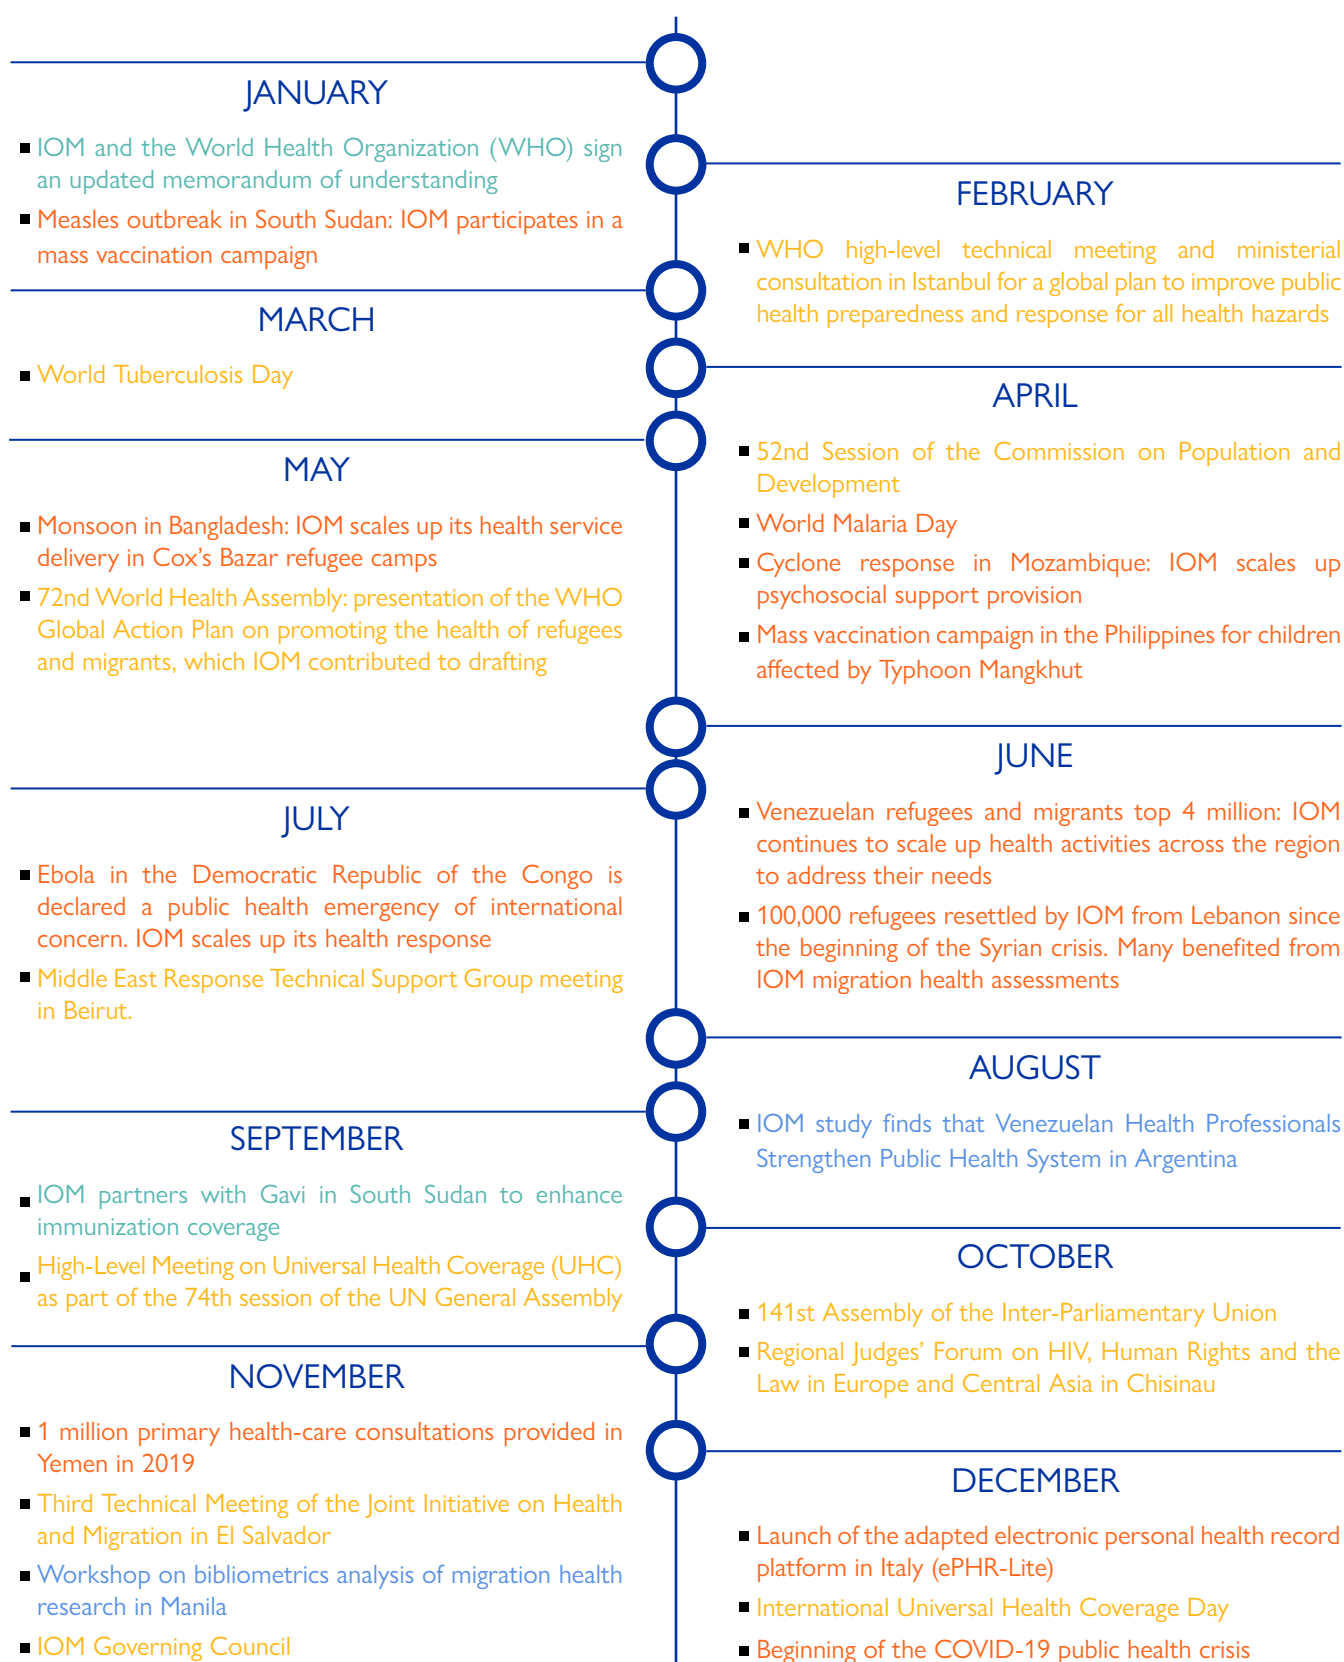 JANUARY
IOM and the World Health Organization (WHO) sign
an updated memorandum of understanding
Measles outbreak in South Sudan: IOM participates in a
mass vaccination campaign
FEBRUARY
WHO high-level technical meeting and ministerial
consultation in Istanbul for a global plan to improve public
health preparedness and response for all health hazards
MARCH
World Tuberculosis Day
APRIL
52nd Session of the Commission on Population and
Development
World Malaria Day
Cyclone response in Mozambique: IOM scales up
psychosocial support provision
Mass vaccination campaign in the Philippines for children
affected by Typhoon Mangkhut
MAY
Monsoon in Bangladesh: IOM scales up its health service
delivery in Cox’s Bazar refugee camps
72nd World Health Assembly: presentation of the WHO
Global Action Plan on promoting the health of refugees
and migrants, which IOM contributed to drafting
JUNE
Venezuelan refugees and migrants top 4 million: IOM
continues to scale up health activities across the region
to address their needs
100,000 refugees resettled by IOM from Lebanon since
the beginning of the Syrian crisis. Many benefited from
IOM migration health assessments
JULY
Ebola in the Democratic Republic of the Congo is
declared a public health emergency of international
concern. IOM scales up its health response
Middle East Response Technical Support Group meeting
in Beirut.
AUGUST
IOM study finds that Venezuelan Health Professionals
Strengthen Public Health System in Argentina
SEPTEMBER
IOM partners with Gavi in South Sudan to enhance
immunization coverage
High-Level Meeting on Universal Health Coverage (UHC)
as part of the 74th session of the UN General Assembly
OCTOBER
141st Assembly of the Inter-Parliamentary Union
Regional Judges’ Forum on HIV, Human Rights and the
Law in Europe and Central Asia in Chisinau
NOVEMBER
1 million primary health-care consultations provided in
Yemen in 2019
Third Technical Meeting of the Joint Initiative on Health
and Migration in El Salvador
Workshop on bibliometrics analysis of migration health
research in Manila
IOM Governing Council
DECEMBER
Launch of the adapted electronic personal health record
platform in Italy (ePHR-Lite)
International Universal Health Coverage Day
Beginning of the COVID-19 public health crisis